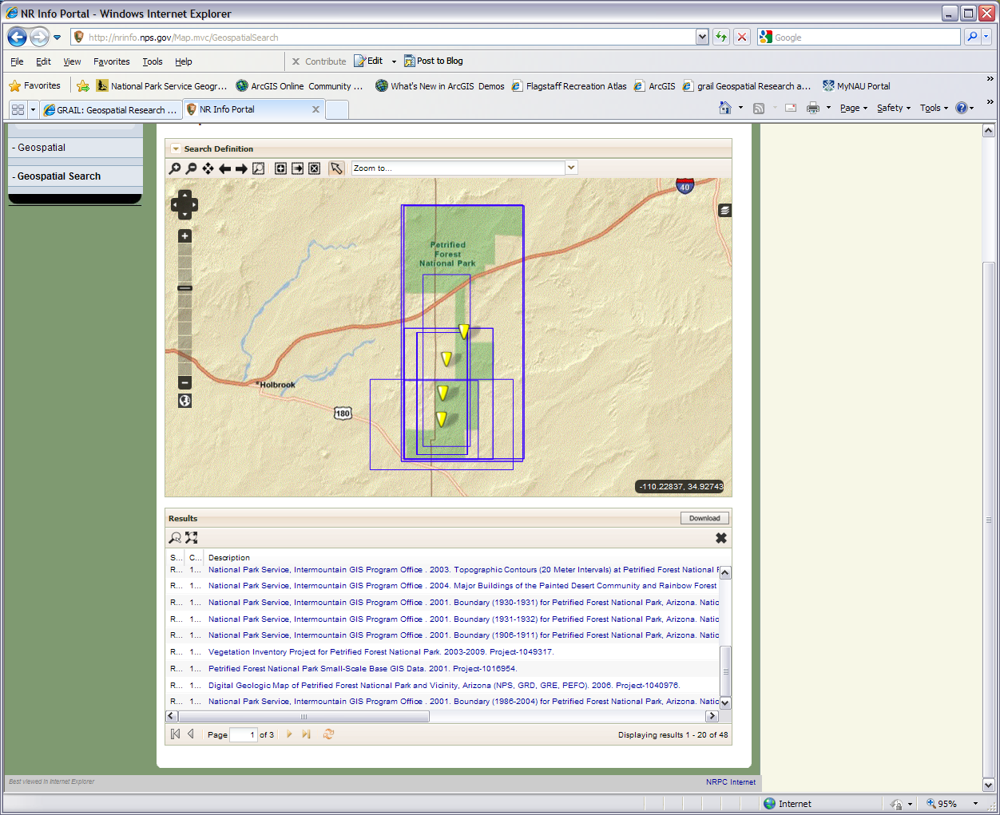 NR Info Portal - Windows Internet Explorer
http://nrinfo.nps.gov/Map.mvc/GeospatialSearch
Google
File Edit View Favorites Tools Help
Contribute Edit Post to Blog
Favorites National Park Service Geogr... ArcGIS Online Community ... What's New in ArcGIS Demos Flagstaff Recreation Atlas ArcGIS grail Geospatial Research a... MyNAU Portal
GRAIL: Geospatial Research ... NR Info Portal
Page Safety Tools
- Geospatial
- Geospatial Search
Search Definition
Zoom to...
40
Petrified
Forest
National Park
Holbrook
180
-110.22837, 34.92743
Results
Download
S... C... Description
R... 1... National Park Service, Intermountain GIS Program Office . 2003. Topographic Contours (20 Meter Intervals) at Petrified Forest National
R... 1... National Park Service, Intermountain GIS Program Office . 2004. Major Buildings of the Painted Desert Community and Rainbow Forest
R... 1... National Park Service, Intermountain GIS Program Office . 2001. Boundary (1930-1931) for Petrified Forest National Park, Arizona. Natio
R... 1... National Park Service, Intermountain GIS Program Office . 2001. Boundary (1931-1932) for Petrified Forest National Park, Arizona. Natio
R... 1... National Park Service, Intermountain GIS Program Office . 2001. Boundary (1906-1911) for Petrified Forest National Park, Arizona. Natio
R... 1... Vegetation Inventory Project for Petrified Forest National Park. 2003-2009. Project-1049317.
R... 1... Petrified Forest National Park Small-Scale Base GIS Data. 2001. Project-1016954.
R... 1... Digital Geologic Map of Petrified Forest National Park and Vicinity, Arizona (NPS, GRD, GRE, PEFO). 2006. Project-1040976.
R... 1... National Park Service, Intermountain GIS Program Office . 2001. Boundary (1986-2004) for Petrified Forest National Park, Arizona. Natio
Page 1 of 3
Displaying results 1 - 20 of 48
Best viewed in Internet Explorer
NRPC Internet
Internet
95%